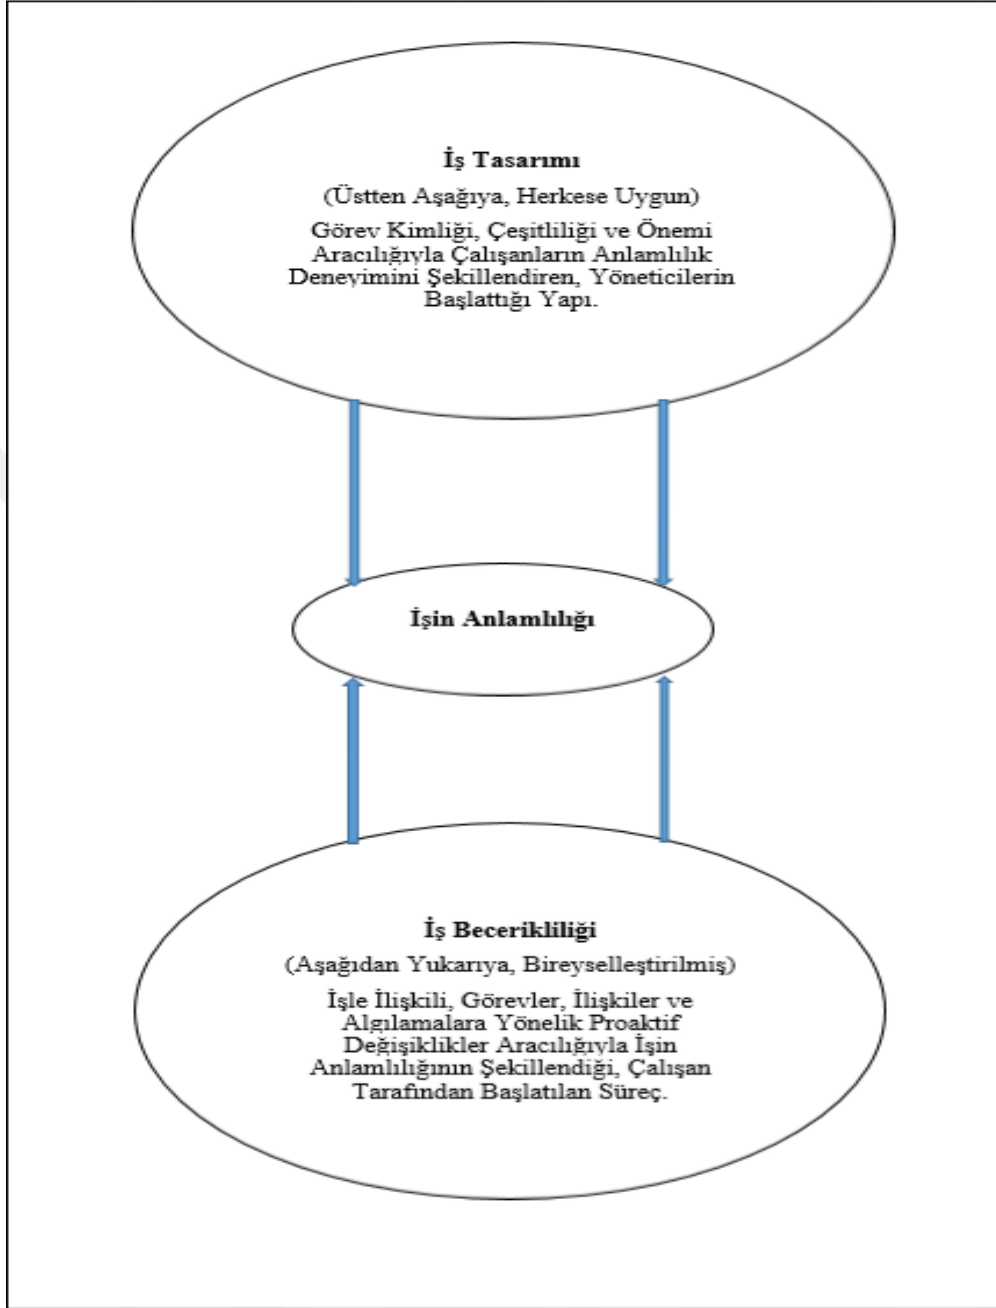 İş Tasarımı
(Üstten Aşağıya, Herkese Uygun)
Görev Kimliği, Çeşitliliği ve Önemi
Aracılığıyla Çalışanların Anlamlılık
Deneyimini Şekillendiren, Yöneticilerin
Başlattığı Yapı.
İşin Anlamlılığı
İş Becerikliliği
(Aşağıdan Yukarıya, Bireyselleştirilmiş)
İşle İlişkili, Görevler, İlişkiler ve
Algılamalara Yönelik Proaktif
Değişiklikler Aracılığıyla İşin
Anlamlılığının Şekillendiği, Çalışan
Tarafından Başlatılan Süreç.